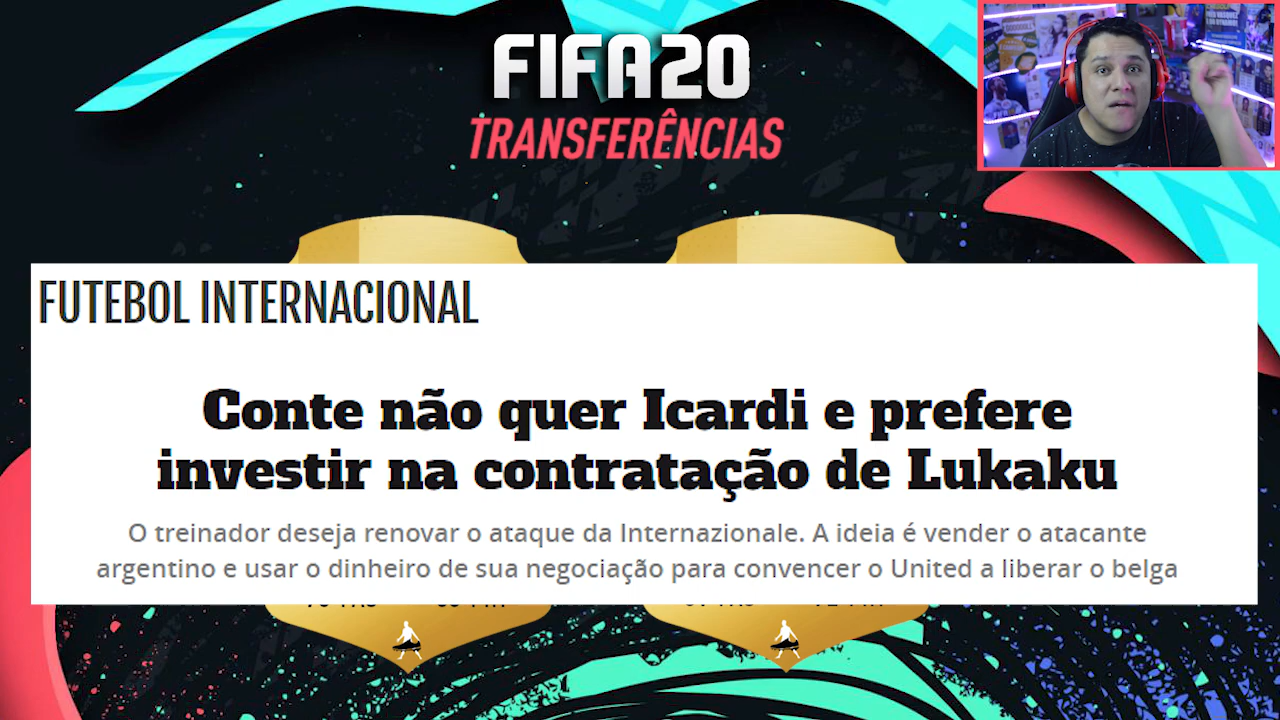 FIFA20
TRANSFERÊNCIAS
FUTEBOL INTERNACIONAL
Conte não quer Icardi e prefere
investir na contratação de Lukaku
O treinador deseja renovar o ataque da Internazionale. A ideia é vender o atacante
argentino e usar o dinheiro de sua negociação para convencer o United a liberar o belga